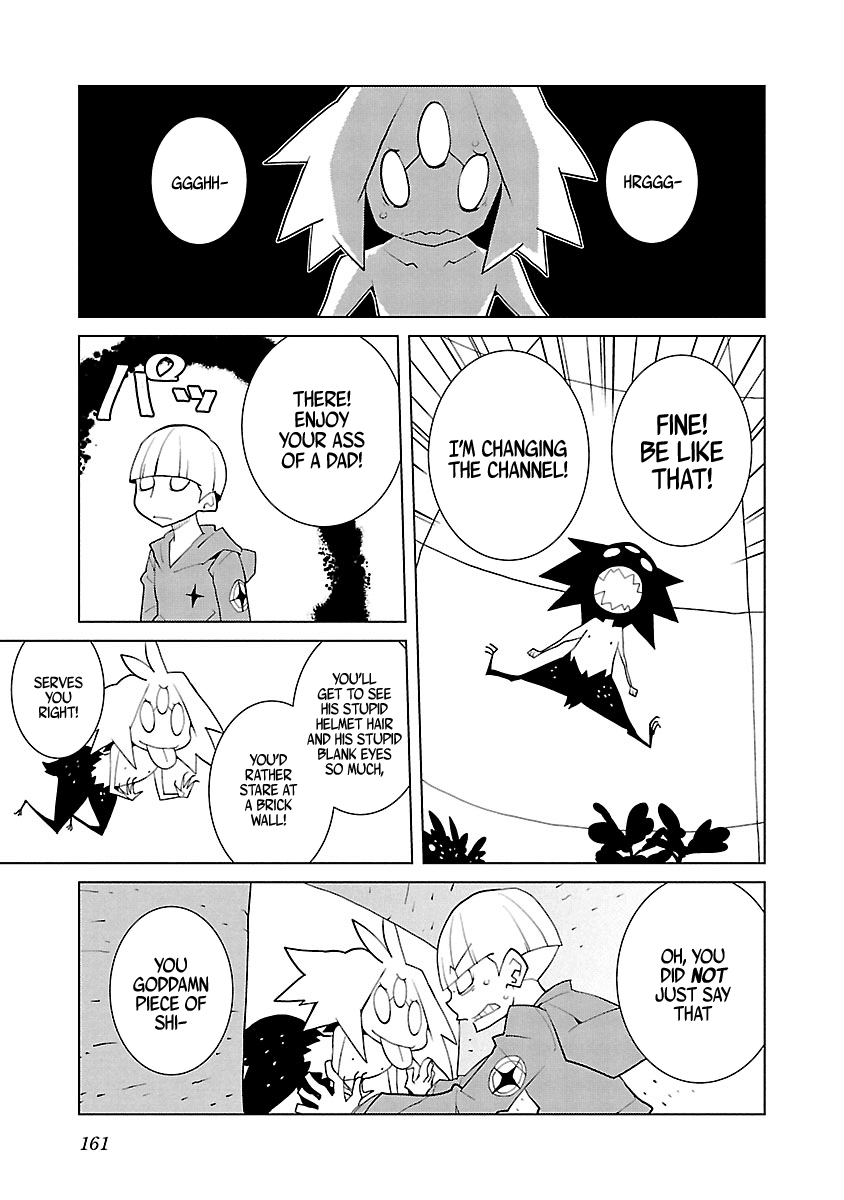 HRGGG-
GGGHH-
FINE!
BE LIKE
THAT!
I'M CHANGING
THE CHANNEL!
THERE!
ENJOY
YOUR ASS
OF A DAD!
パッ
YOU'LL
GET TO SEE
HIS STUPID
HELMET HAIR
AND HIS STUPID
BLANK EYES
SO MUCH,
YOU'D
RATHER
STARE AT
A BRICK
WALL!
SERVES
YOU
RIGHT!
OH, YOU
DID NOT
JUST SAY
THAT
YOU
GODDAMN
PIECE OF
SHI-
161